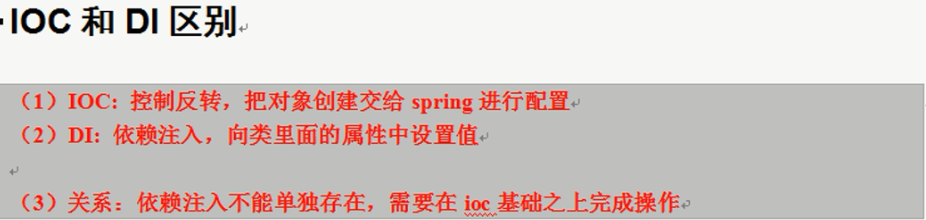 IOC 和 DI 区别
（1）IOC: 控制反转，把对象创建交给 spring 进行配置
（2）DI: 依赖注入，向类里面的属性中设置值
（3）关系：依赖注入不能单独存在，需要在 ioc 基础之上完成操作